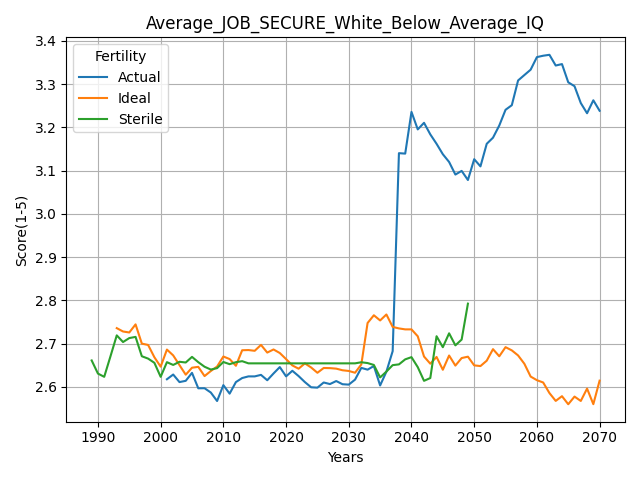 Average_JOB_SECURE_White_Below_Average_IQ
Fertility
Actual
Ideal
Sterile
Score(1-5)
3.4
3.3
3.2
3.1
3.0
2.9
2.8
2.7
2.6
1990 2000 2010 2020 2030 2040 2050 2060 2070
Years